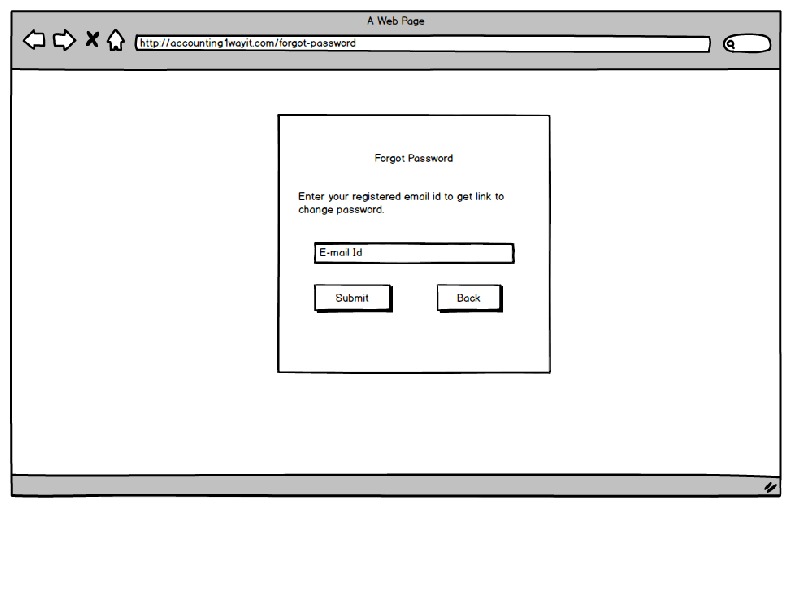 A Web Page
http://accounting1wayit.com/forgot-password
Forgot Password
Enter your registered email id to get link to
change password.
E-mail Id
Submit
Back